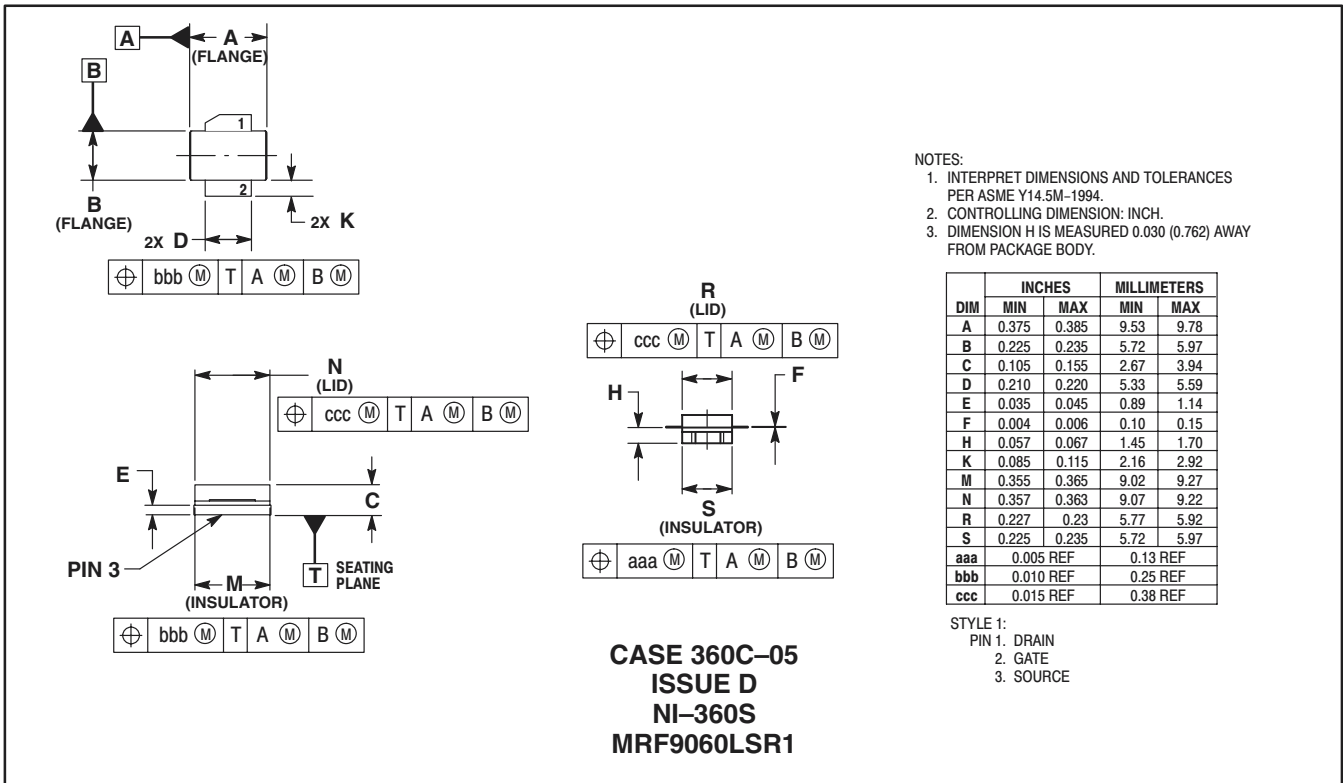 A
A
(FLANGE)
B
1
2
B
(FLANGE)
2X K
2X D
⌖ bbb Ⓜ T A Ⓜ B Ⓜ
N
(LID)
⌖ ccc Ⓜ T A Ⓜ B Ⓜ
E
C
PIN 3
M
(INSULATOR)
T SEATING
PLANE
⌖ bbb Ⓜ T A Ⓜ B Ⓜ
R
(LID)
⌖ ccc Ⓜ T A Ⓜ B Ⓜ
H
F
S
(INSULATOR)
⌖ aaa Ⓜ T A Ⓜ B Ⓜ
CASE 360C–05
ISSUE D
NI–360S
MRF9060LSR1
NOTES:
1. INTERPRET DIMENSIONS AND TOLERANCES
PER ASME Y14.5M–1994.
2. CONTROLLING DIMENSION: INCH.
3. DIMENSION H IS MEASURED 0.030 (0.762) AWAY
FROM PACKAGE BODY.
INCHES MILLIMETERS
DIM MIN MAX MIN MAX
A 0.375 0.385 9.53 9.78
B 0.225 0.235 5.72 5.97
C 0.105 0.155 2.67 3.94
D 0.210 0.220 5.33 5.59
E 0.035 0.045 0.89 1.14
F 0.004 0.006 0.10 0.15
H 0.057 0.067 1.45 1.70
K 0.085 0.115 2.16 2.92
M 0.355 0.365 9.02 9.27
N 0.357 0.363 9.07 9.22
R 0.227 0.23 5.77 5.92
S 0.225 0.235 5.72 5.97
aaa 0.005 REF 0.13 REF
bbb 0.010 REF 0.25 REF
ccc 0.015 REF 0.38 REF
STYLE 1:
PIN 1. DRAIN
2. GATE
3. SOURCE